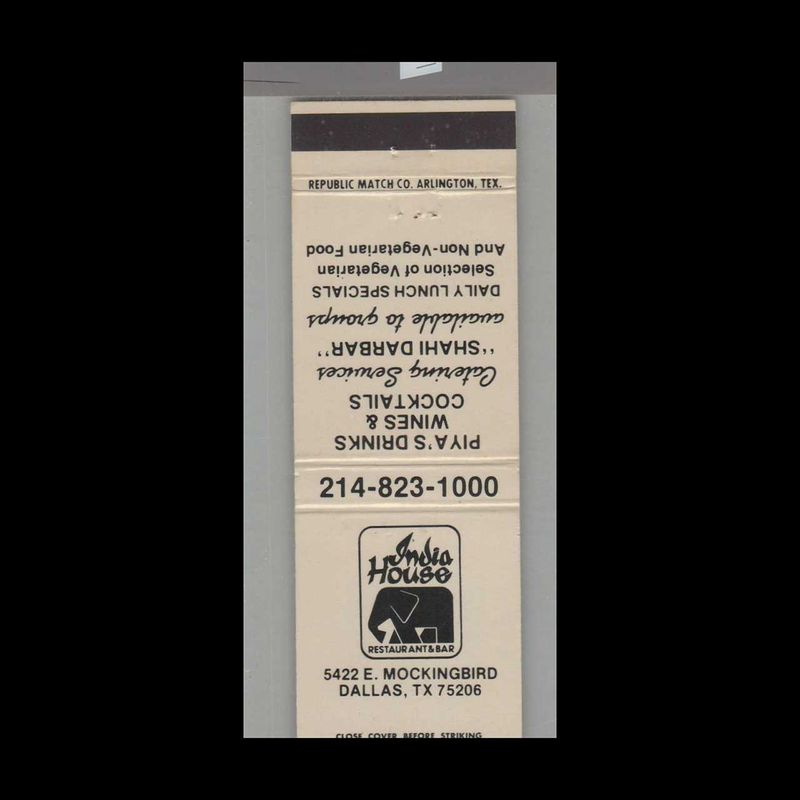 REPUBLIC MATCH CO. ARLINGTON, TEX.
PIYA'S DRINKS
WINES &
COCKTAILS
Catering Services
"SHAHI DARBAR"
available to groups
DAILY LUNCH SPECIALS
Selection of Vegetarian
And Non-Vegetarian Food
214-823-1000
India
House
RESTAURANT&BAR
5422 E. MOCKINGBIRD
DALLAS, TX 75206
CLOSE COVER BEFORE STRIKING